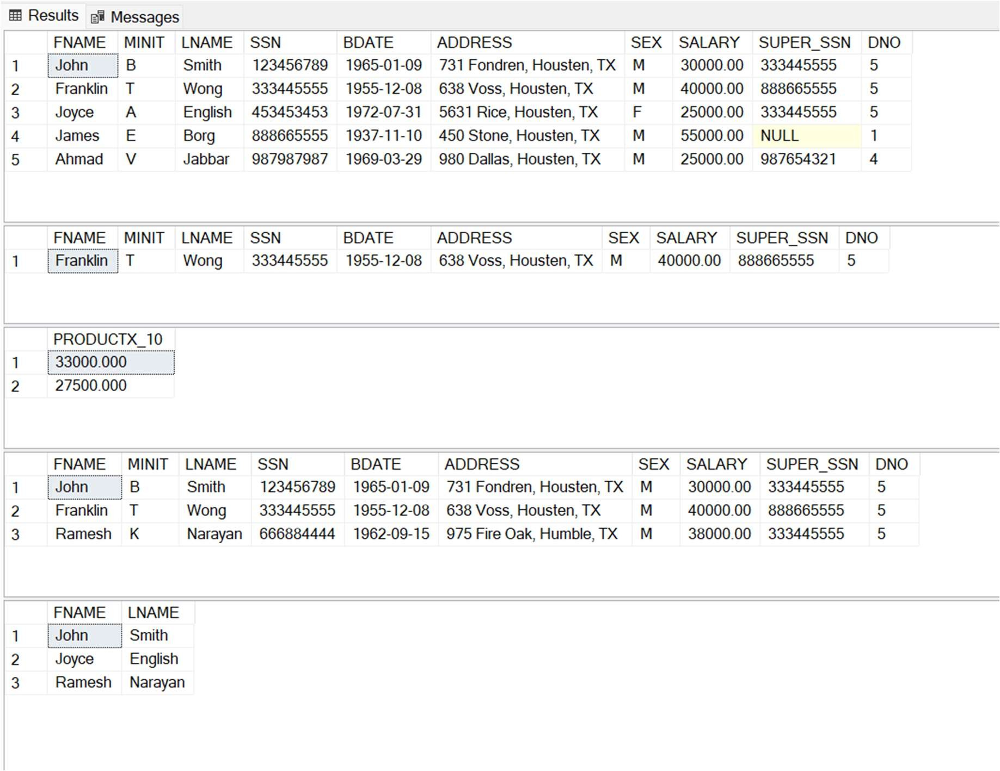 Results Messages
FNAME MINIT LNAME SSN BDATE ADDRESS SEX SALARY SUPER_SSN DNO
1 John B Smith 123456789 1965-01-09 731 Fondren, Housten, TX M 30000.00 333445555 5
2 Franklin T Wong 333445555 1955-12-08 638 Voss, Housten, TX M 40000.00 888665555 5
3 Joyce A English 453453453 1972-07-31 5631 Rice, Housten, TX F 25000.00 333445555 5
4 James E Borg 888665555 1937-11-10 450 Stone, Housten, TX M 55000.00 NULL 1
5 Ahmad V Jabbar 987987987 1969-03-29 980 Dallas, Housten, TX M 25000.00 987654321 4
FNAME MINIT LNAME SSN BDATE ADDRESS SEX SALARY SUPER_SSN DNO
1 Franklin T Wong 333445555 1955-12-08 638 Voss, Housten, TX M 40000.00 888665555 5
PRODUCTX_10
1 33000.000
2 27500.000
FNAME MINIT LNAME SSN BDATE ADDRESS SEX SALARY SUPER_SSN DNO
1 John B Smith 123456789 1965-01-09 731 Fondren, Housten, TX M 30000.00 333445555 5
2 Franklin T Wong 333445555 1955-12-08 638 Voss, Housten, TX M 40000.00 888665555 5
3 Ramesh K Narayan 666884444 1962-09-15 975 Fire Oak, Humble, TX M 38000.00 333445555 5
FNAME LNAME
1 John Smith
2 Joyce English
3 Ramesh Narayan